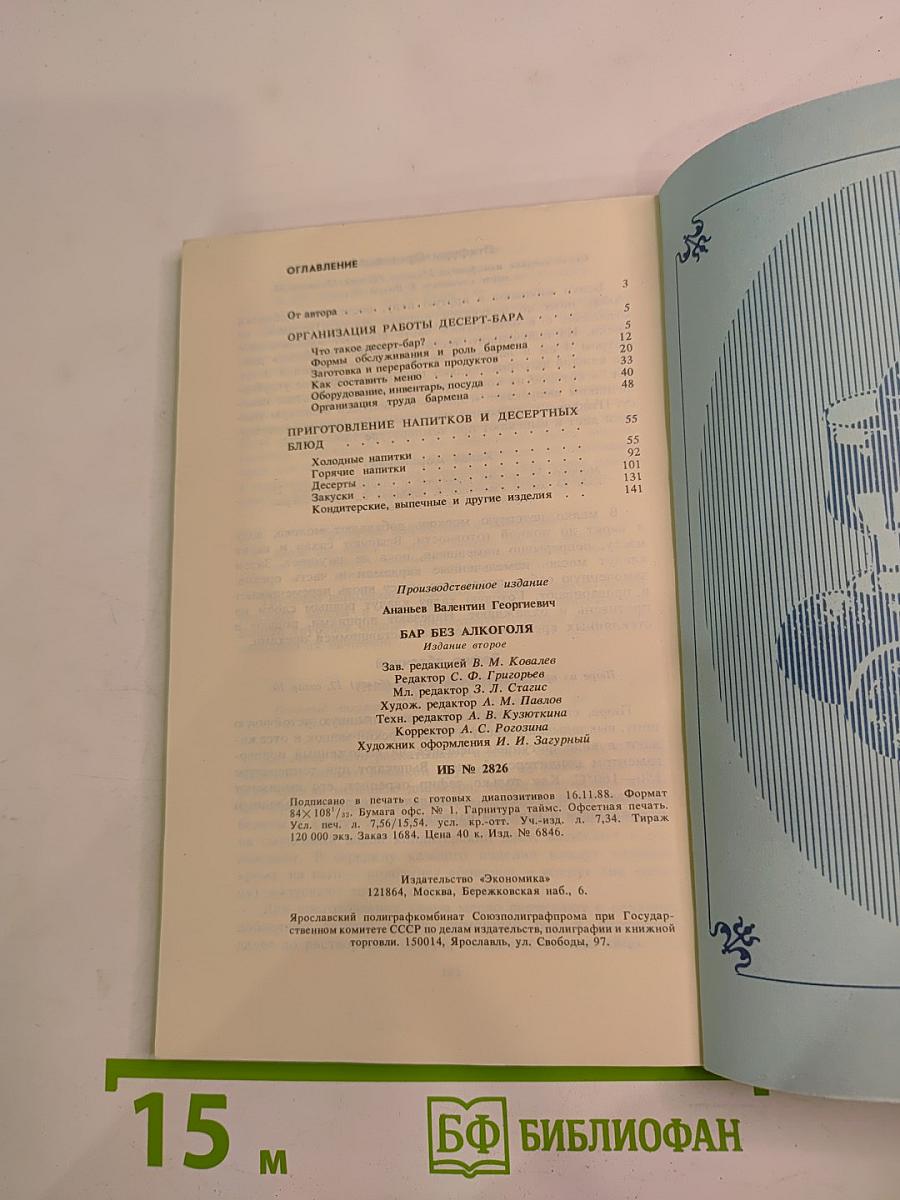 ОГЛАВЛЕНИЕ
От автора . . . . . . . . . . . . . . . 3
ОРГАНИЗАЦИЯ РАБОТЫ ДЕСЕРТ-БАРА . . . 5
Что такое десерт-бар? . . . . . . . . . 5
Формы обслуживания и роль бармена . . . 12
Заготовка и переработка продуктов . . . . 20
Как составить меню . . . . . . . . . 33
Оборудование, инвентарь, посуда . . . . . 40
Организация труда бармена . . . . . . 48
ПРИГОТОВЛЕНИЕ НАПИТКОВ И ДЕСЕРТНЫХ
БЛЮД . . . . . . . . . . . . . 55
Холодные напитки . . . . . . . . . 55
Горячие напитки . . . . . . . . . 92
Десерты . . . . . . . . . . . . 101
Закуски . . . . . . . . . . . . 131
Кондитерские, выпечные и другие изделия . . 141
Производственное издание
Ананьев Валентин Георгиевич
БАР БЕЗ АЛКОГОЛЯ
Издание второе
Зав. редакцией В. М. Ковалев
Редактор С. Ф. Григорьев
Мл. редактор З. Л. Стагис
Худож. редактор А. М. Павлов
Техн. редактор А. В. Кузюткина
Корректор А. С. Рогозина
Художник оформления И. И. Загурный
ИБ № 2826
Подписано в печать с готовых диапозитивов 16.11.88. Формат
84×108¹/₃₂. Бумага офс. № 1. Гарнитура таймс. Офсетная печать.
Усл. печ. л. 7,56/15,54. усл. кр.-отт. Уч.-изд. л. 7,34. Тираж
120 000 экз. Заказ 1684. Цена 40 к. Изд. № 6846.
Издательство «Экономика»
121864, Москва, Бережковская наб., 6.
Ярославский полиграфкомбинат Союзполиграфпрома при Государ-
ственном комитете СССР по делам издательств, полиграфии и книжной
торговли. 150014, Ярославль, ул. Свободы, 97.
15 м
БФ БИБЛИОФАН